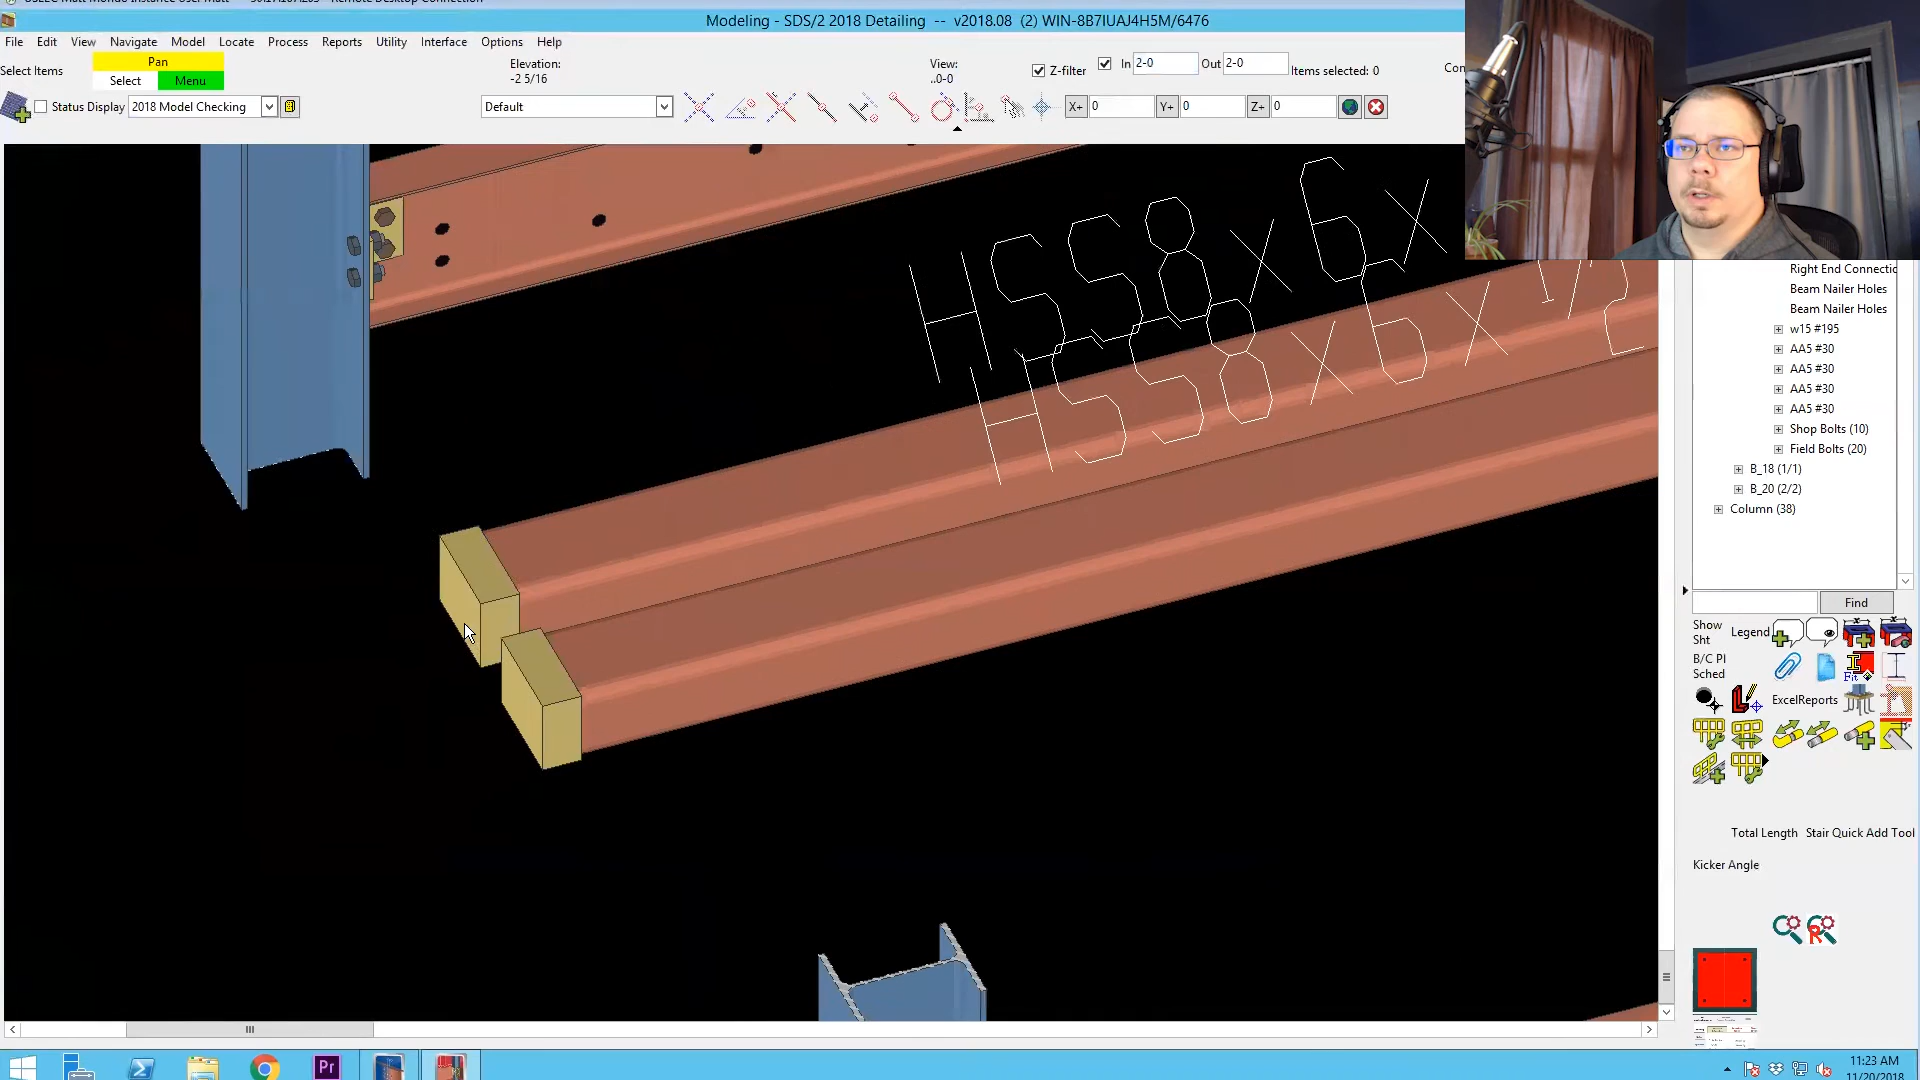 Modeling - SDS/2 2018 Detailing -- v2018.08 (2) WIN-8B7IUAJ4H5M/6476
File Edit View Navigate Model Locate Process Reports Utility Interface Options Help
Select Items
Pan
Select Menu
Elevation:
-2 5/16
View:
..0-0
Z-filter In 2-0 Out 2-0 Items selected: 0
Status Display 2018 Model Checking
Default
X+ 0 Y+ 0 Z+ 0
HSS8x6x
HSS8x6x1/2
Right End Connectio
Beam Nailer Holes
Beam Nailer Holes
w15 #195
AA5 #30
AA5 #30
AA5 #30
AA5 #30
Shop Bolts (10)
Field Bolts (20)
B_18 (1/1)
B_20 (2/2)
Column (38)
Find
Show Sht
Legend
B/C Pl Sched
Fit
ExcelReports
Total Length Stair Quick Add Tool
Kicker Angle
R
Pr
11:23 AM
11/20/2018